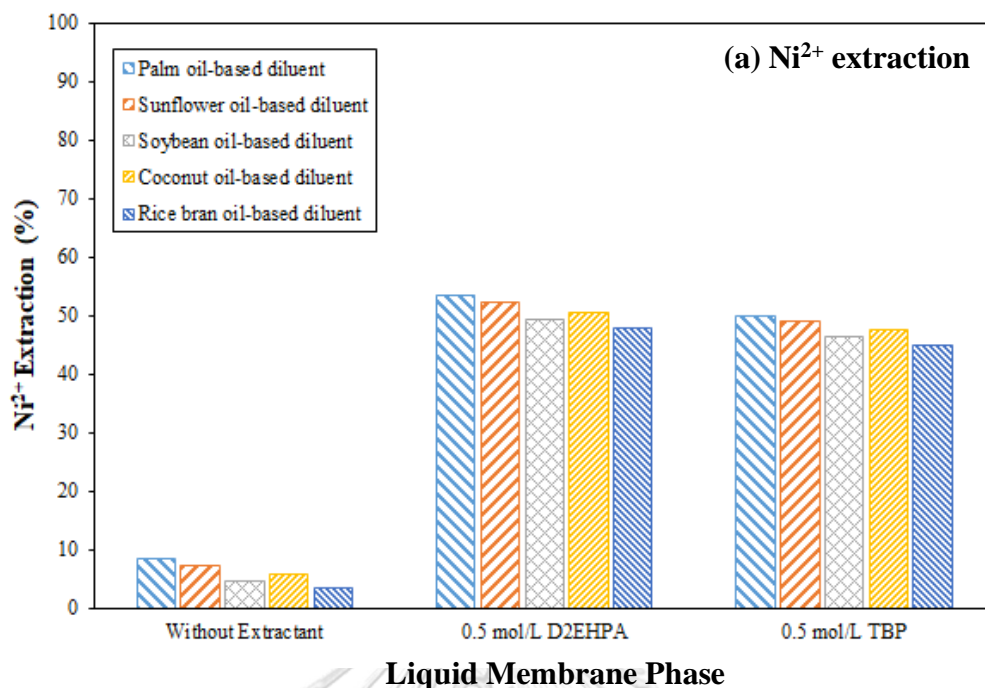 (a) Ni²⁺ extraction
Palm oil-based diluent
Sunflower oil-based diluent
Soybean oil-based diluent
Coconut oil-based diluent
Rice bran oil-based diluent
Ni²⁺ Extraction (%)
100
90
80
70
60
50
40
30
20
10
0
Without Extractant
0.5 mol/L D2EHPA
0.5 mol/L TBP
Liquid Membrane Phase